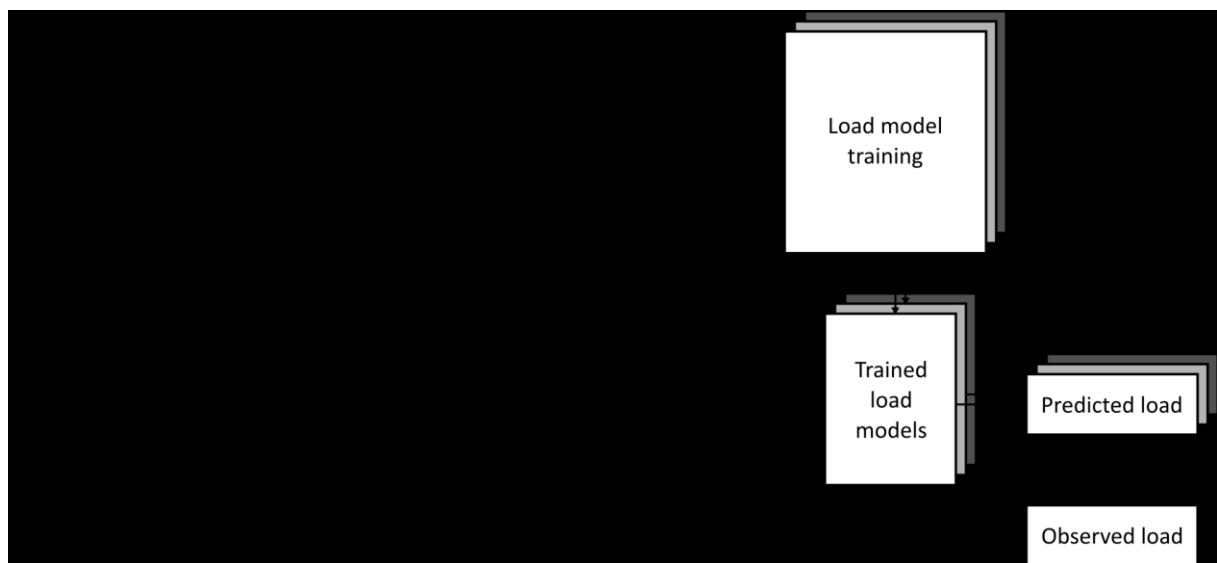 Load model
training
Trained
load
models
Predicted load
Observed load